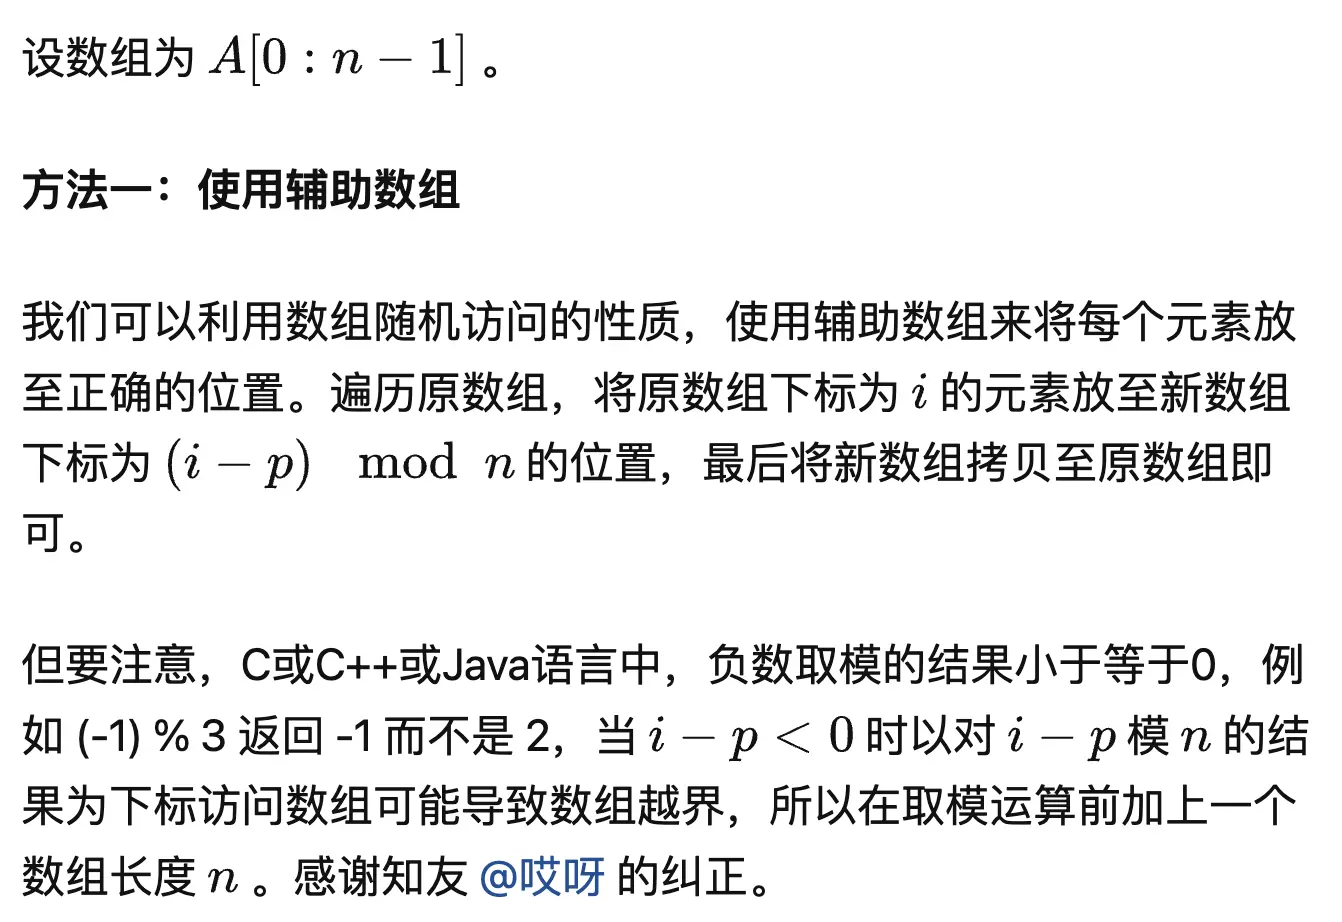 设数组为 A[0 : n − 1] 。
方法一：使用辅助数组
我们可以利用数组随机访问的性质，使用辅助数组来将每个元素放
至正确的位置。遍历原数组，将原数组下标为 i 的元素放至新数组
下标为 (i − p) mod n 的位置，最后将新数组拷贝至原数组即
可。
但要注意，C或C++或Java语言中，负数取模的结果小于等于0，例
如 (-1) % 3 返回 -1 而不是 2，当 i − p < 0 时以对 i − p 模 n 的结
果为下标访问数组可能导致数组越界，所以在取模运算前加上一个
数组长度 n 。感谢知友 @哎呀 的纠正。